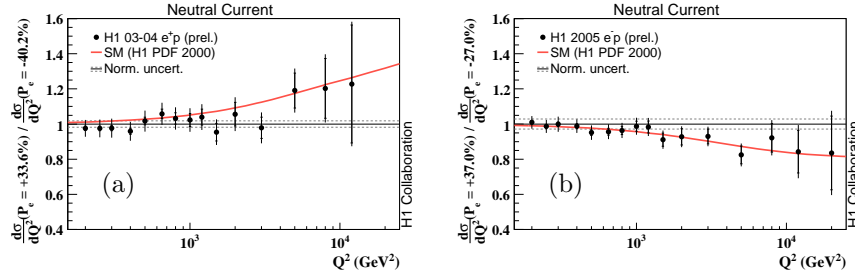 Neutral Current
dσ/dQ² (P_e = +33.6%) / dσ/dQ² (P_e = -40.2%)
1.6
1.4
1.2
1
0.8
0.6
0.4
H1 03-04 e⁺p (prel.)
SM (H1 PDF 2000)
Norm. uncert.
(a)
H1 Collaboration
10³
10⁴
Q² (GeV²)
Neutral Current
dσ/dQ² (P_e = +37.0%) / dσ/dQ² (P_e = -27.0%)
1.6
1.4
1.2
1
0.8
0.6
0.4
H1 2005 e⁻p (prel.)
SM (H1 PDF 2000)
Norm. uncert.
(b)
H1 Collaboration
10³
10⁴
Q² (GeV²)